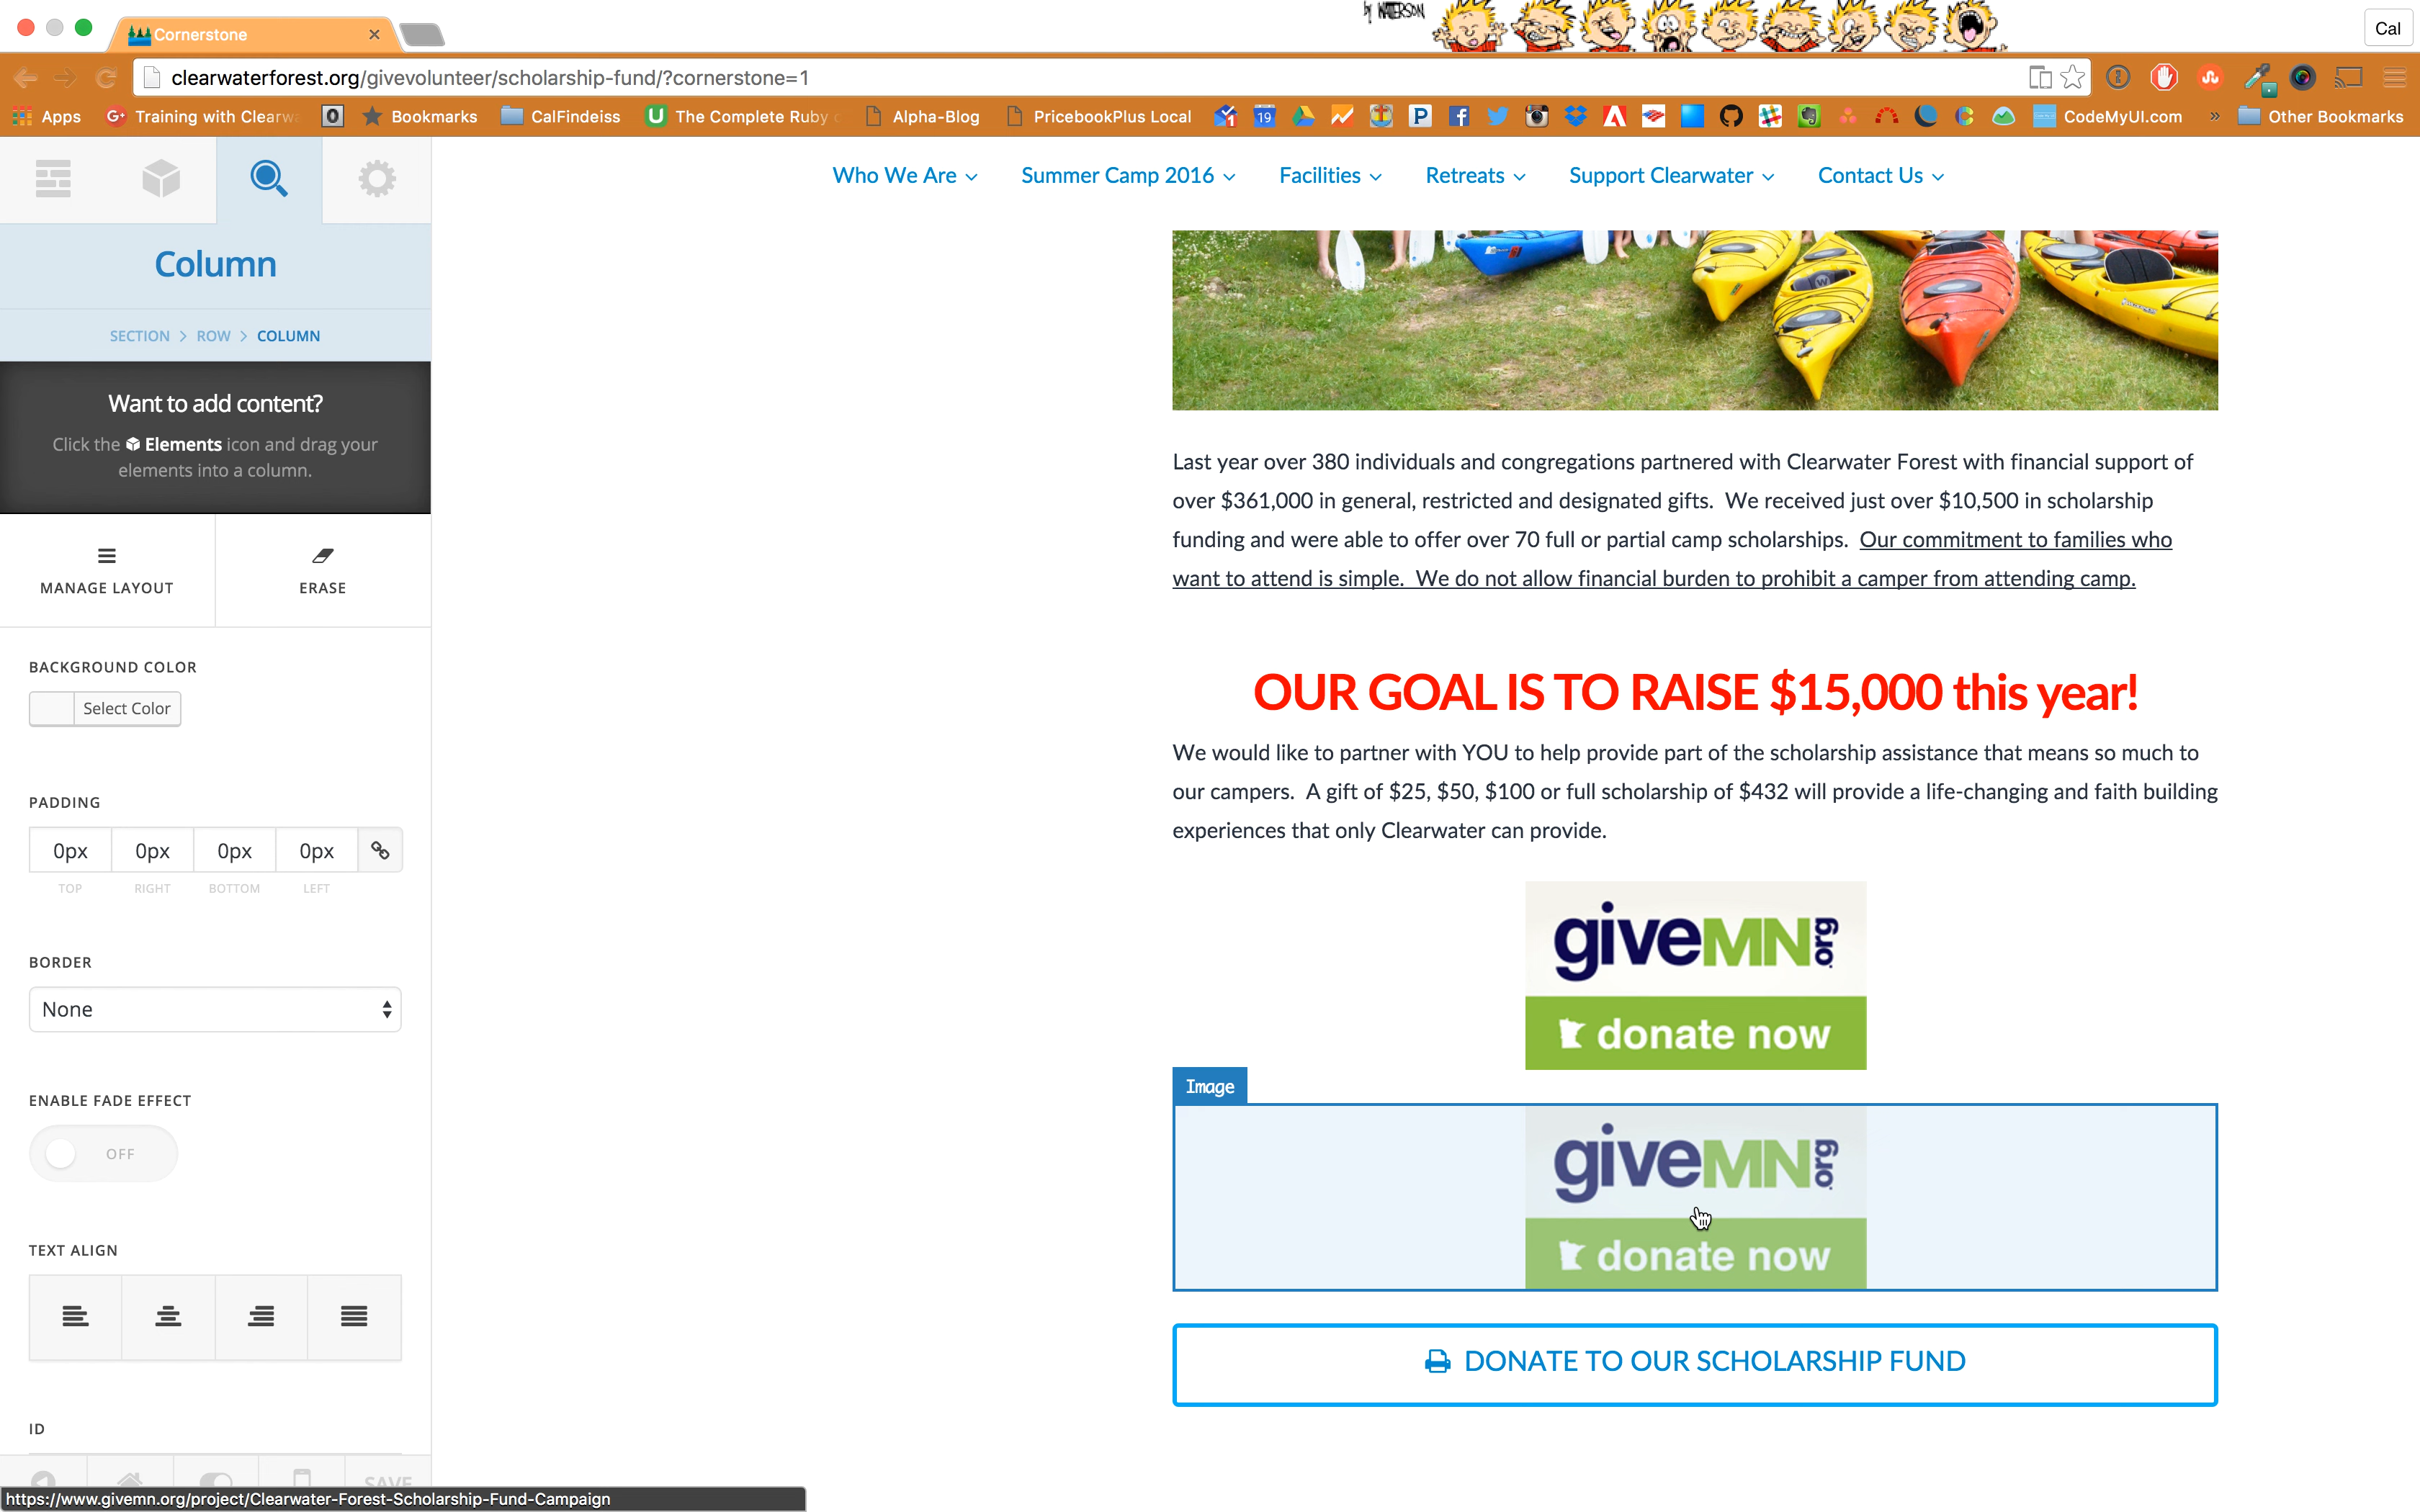 by WATERSON
Cal
Cornerstone
clearwaterforest.org/givevolunteer/scholarship-fund/?cornerstone=1
Apps
Training with Clearwa
Bookmarks
CalFindeiss
The Complete Ruby
Alpha-Blog
PricebookPlus Local
19
CodeMyUI.com
»
Other Bookmarks
Who We Are
Summer Camp 2016
Facilities
Retreats
Support Clearwater
Contact Us
Column
SECTION > ROW > COLUMN
Want to add content?
Click the Elements icon and drag your
elements into a column.
MANAGE LAYOUT
ERASE
BACKGROUND COLOR
Select Color
PADDING
0px 0px 0px 0px
TOP RIGHT BOTTOM LEFT
BORDER
None
ENABLE FADE EFFECT
OFF
TEXT ALIGN
ID
SAVE
https://www.givemn.org/project/Clearwater-Forest-Scholarship-Fund-Campaign
Last year over 380 individuals and congregations partnered with Clearwater Forest with financial support of
over $361,000 in general, restricted and designated gifts. We received just over $10,500 in scholarship
funding and were able to offer over 70 full or partial camp scholarships. Our commitment to families who
want to attend is simple. We do not allow financial burden to prohibit a camper from attending camp.
OUR GOAL IS TO RAISE $15,000 this year!
We would like to partner with YOU to help provide part of the scholarship assistance that means so much to
our campers. A gift of $25, $50, $100 or full scholarship of $432 will provide a life-changing and faith building
experiences that only Clearwater can provide.
giveMN.org
donate now
Image
giveMN.org
donate now
DONATE TO OUR SCHOLARSHIP FUND